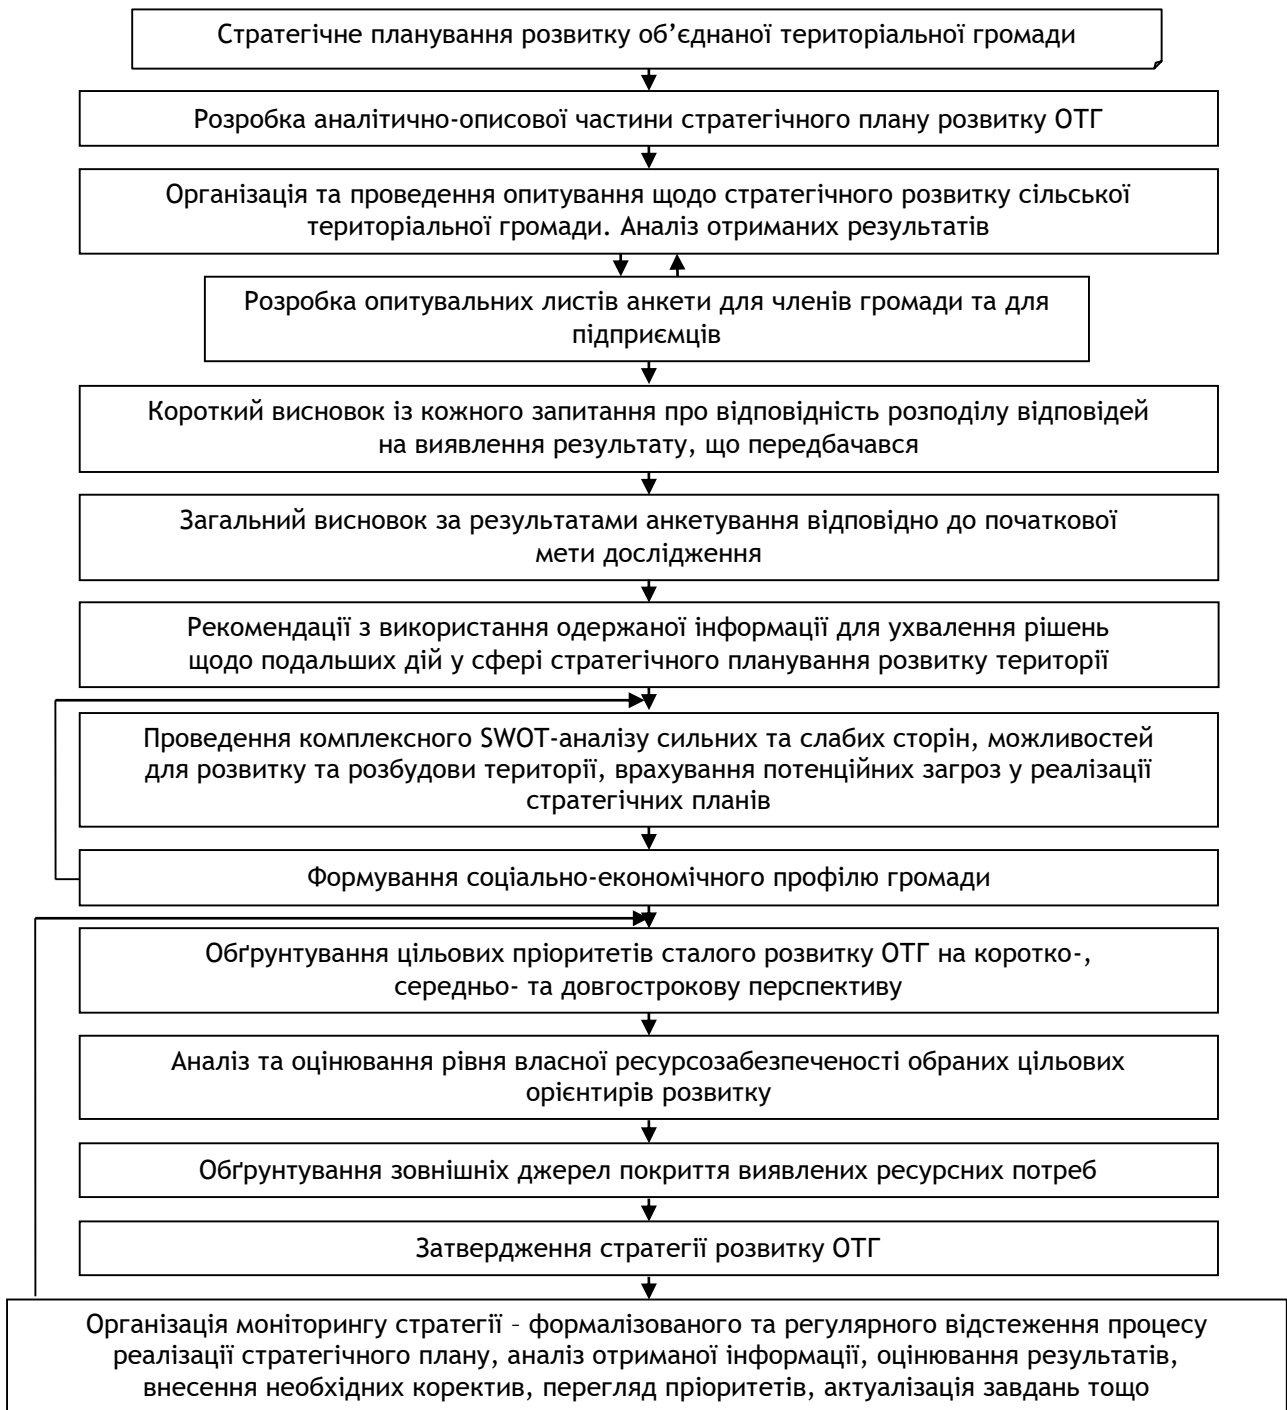 Стратегічне планування розвитку об’єднаної територіальної громади
Розробка аналітично-описової частини стратегічного плану розвитку ОТГ
Організація та проведення опитування щодо стратегічного розвитку сільської
територіальної громади. Аналіз отриманих результатів
Розробка опитувальних листів анкети для членів громади та для
підприємців
Короткий висновок із кожного запитання про відповідність розподілу відповідей
на виявлення результату, що передбачався
Загальний висновок за результатами анкетування відповідно до початкової
мети дослідження
Рекомендації з використання одержаної інформації для ухвалення рішень
щодо подальших дій у сфері стратегічного планування розвитку території
Проведення комплексного SWOT-аналізу сильних та слабих сторін, можливостей
для розвитку та розбудови території, врахування потенційних загроз у реалізації
стратегічних планів
Формування соціально-економічного профілю громади
Обґрунтування цільових пріоритетів сталого розвитку ОТГ на коротко-,
середньо- та довгострокову перспективу
Аналіз та оцінювання рівня власної ресурсозабезпеченості обраних цільових
орієнтирів розвитку
Обґрунтування зовнішніх джерел покриття виявлених ресурсних потреб
Затвердження стратегії розвитку ОТГ
Організація моніторингу стратегії – формалізованого та регулярного відстеження процесу
реалізації стратегічного плану, аналіз отриманої інформації, оцінювання результатів,
внесення необхідних коректив, перегляд пріоритетів, актуалізація завдань тощо